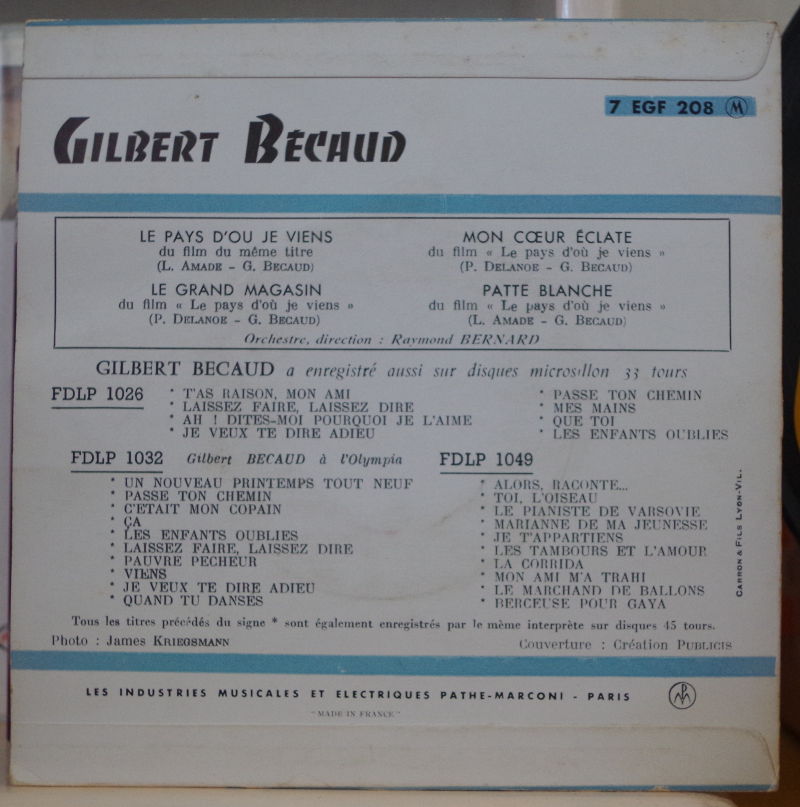 7 EGF 208 M
GILBERT BÉCAUD
LE PAYS D'OU JE VIENS
du film du même titre
(L. AMADE - G. BECAUD)
MON CŒUR ÉCLATE
du film « Le pays d'où je viens »
(P. DELANOE - G. BECAUD)
LE GRAND MAGASIN
du film « Le pays d'où je viens »
(P. DELANOE - G. BECAUD)
PATTE BLANCHE
du film « Le pays d'où je viens »
(L. AMADE - G. BECAUD)
Orchestre, direction : Raymond BERNARD
GILBERT BECAUD a enregistré aussi sur disques microsillon 33 tours
FDLP 1026
* T'AS RAISON, MON AMI
* LAISSEZ FAIRE, LAISSEZ DIRE
* AH ! DITES-MOI POURQUOI JE L'AIME
* JE VEUX TE DIRE ADIEU
* PASSE TON CHEMIN
* MES MAINS
* QUE TOI
* LES ENFANTS OUBLIES
FDLP 1032 Gilbert BECAUD à l'Olympia
* UN NOUVEAU PRINTEMPS TOUT NEUF
* PASSE TON CHEMIN
* C'ETAIT MON COPAIN
* ÇA
* LES ENFANTS OUBLIES
* LAISSEZ FAIRE, LAISSEZ DIRE
* PAUVRE PECHEUR
* VIENS
* JE VEUX TE DIRE ADIEU
* QUAND TU DANSES
FDLP 1049
* ALORS, RACONTE...
* TOI, L'OISEAU
* LE PIANISTE DE VARSOVIE
* MARIANNE DE MA JEUNESSE
* JE T'APPARTIENS
* LES TAMBOURS ET L'AMOUR
* LA CORRIDA
* MON AMI M'A TRAHI
* LE MARCHAND DE BALLONS
* BERCEUSE POUR GAYA
CARRON & FILS LYON-VIL.
Tous les titres précédés du signe * sont également enregistrés par le même interprète sur disques 45 tours.
Photo : James KRIEGSMANN
Couverture : Création PUBLICIS
LES INDUSTRIES MUSICALES ET ELECTRIQUES PATHE-MARCONI - PARIS
"MADE IN FRANCE"